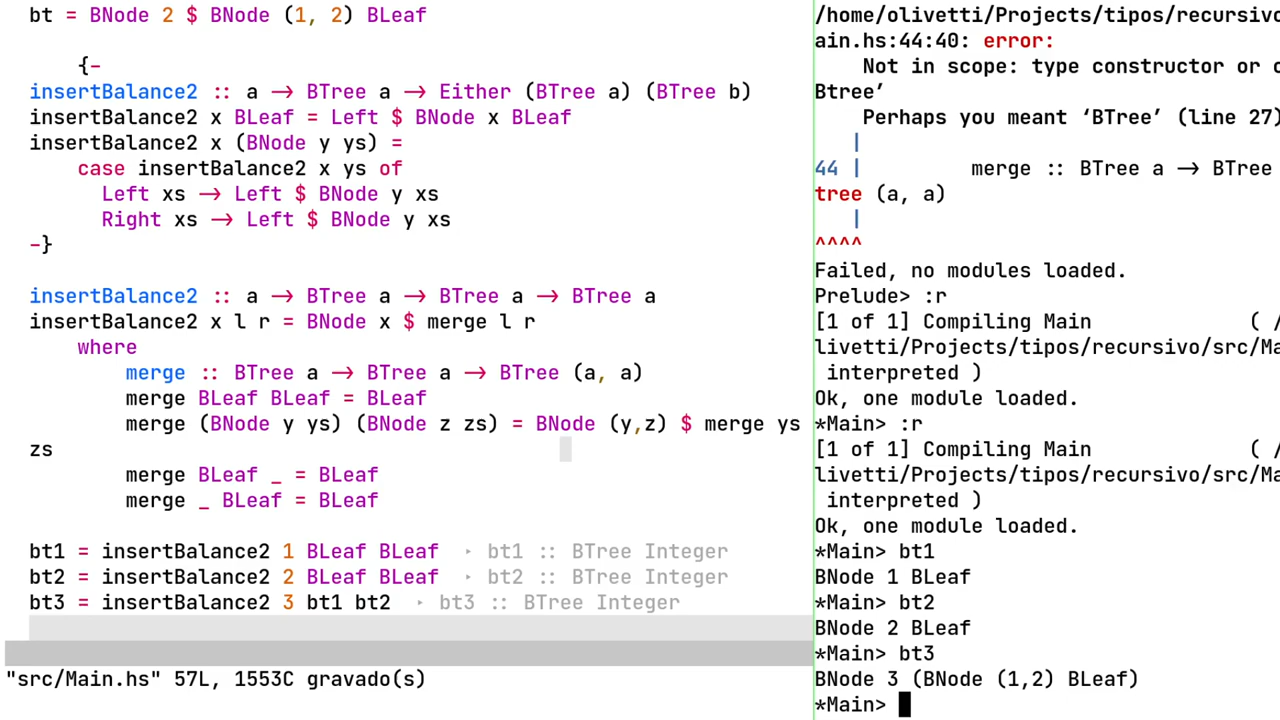 bt = BNode 2 $ BNode (1, 2) BLeaf
{-
insertBalance2 :: a → BTree a → Either (BTree a) (BTree b)
insertBalance2 x BLeaf = Left $ BNode x BLeaf
insertBalance2 x (BNode y ys) =
case insertBalance2 x ys of
Left xs → Left $ BNode y xs
Right xs → Left $ BNode y xs
-}
insertBalance2 :: a → BTree a → BTree a → BTree a
insertBalance2 x l r = BNode x $ merge l r
where
merge :: BTree a → BTree a → BTree (a, a)
merge BLeaf BLeaf = BLeaf
merge (BNode y ys) (BNode z zs) = BNode (y,z) $ merge ys
zs
merge BLeaf _ = BLeaf
merge _ BLeaf = BLeaf
bt1 = insertBalance2 1 BLeaf BLeaf ‣ bt1 :: BTree Integer
bt2 = insertBalance2 2 BLeaf BLeaf ‣ bt2 :: BTree Integer
bt3 = insertBalance2 3 bt1 bt2 ‣ bt3 :: BTree Integer
"src/Main.hs" 57L, 1553C gravado(s)
/home/olivetti/Projects/tipos/recursivo
ain.hs:44:40: error:
Not in scope: type constructor or c
Btree’
Perhaps you meant ‘BTree’ (line 27)
|
44 | merge :: BTree a → BTree
tree (a, a)
|
^^^^
Failed, no modules loaded.
Prelude> :r
[1 of 1] Compiling Main ( /
livetti/Projects/tipos/recursivo/src/Ma
interpreted )
Ok, one module loaded.
*Main> :r
[1 of 1] Compiling Main ( /
livetti/Projects/tipos/recursivo/src/Ma
interpreted )
Ok, one module loaded.
*Main> bt1
BNode 1 BLeaf
*Main> bt2
BNode 2 BLeaf
*Main> bt3
BNode 3 (BNode (1,2) BLeaf)
*Main>